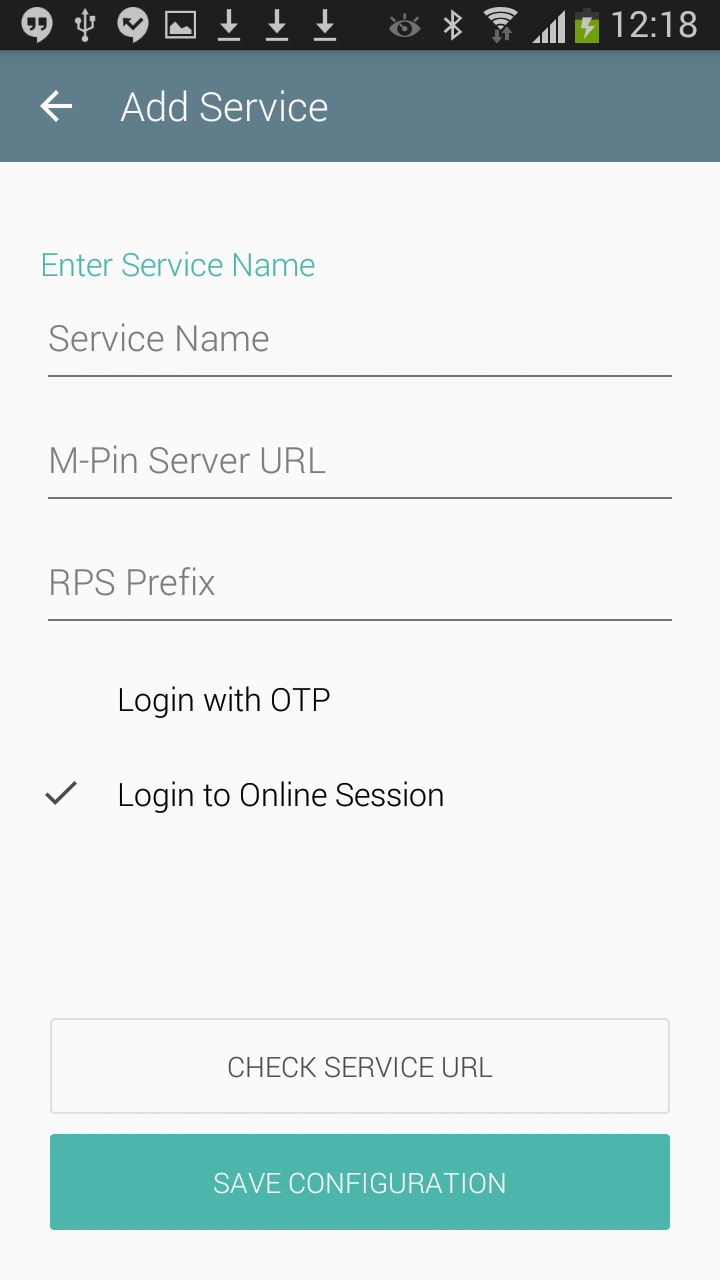 12:18
Add Service
Enter Service Name
Service Name
M-Pin Server URL
RPS Prefix
Login with OTP
Login to Online Session
CHECK SERVICE URL
SAVE CONFIGURATION